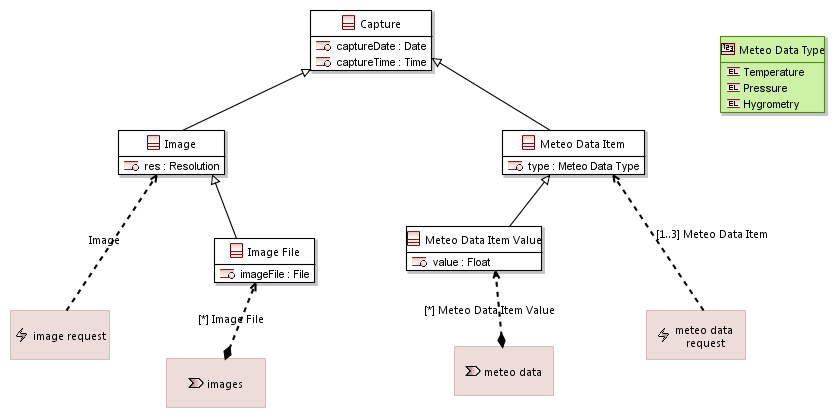 Capture
captureDate : Date
captureTime : Time
Meteo Data Type
Temperature
Pressure
Hygrometry
Image
res : Resolution
Meteo Data Item
type : Meteo Data Type
Image
[1..3] Meteo Data Item
Image File
imageFile : File
Meteo Data Item Value
value : Float
[*] Image File
[*] Meteo Data Item Value
image request
meteo data
request
images
meteo data